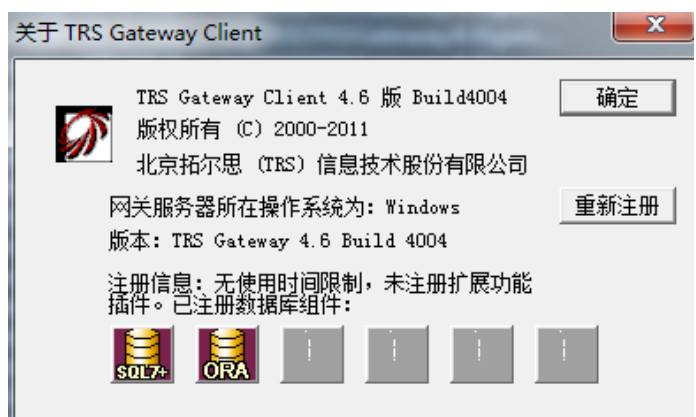 关于 TRS Gateway Client
TRS Gateway Client 4.6 版 Build4004
确定
版权所有 (C) 2000-2011
北京拓尔思 (TRS) 信息技术股份有限公司
网关服务器所在操作系统为: Windows
重新注册
版本: TRS Gateway 4.6 Build 4004
注册信息: 无使用时间限制，未注册扩展功能
插件。已注册数据库组件:
SQL7+ ORA